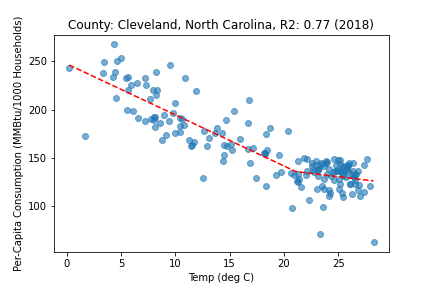 County: Cleveland, North Carolina, R2: 0.77 (2018)
Per-Capita Consumption (MMBtu/1000 Households)
250
200
150
100
0 5 10 15 20 25
Temp (deg C)